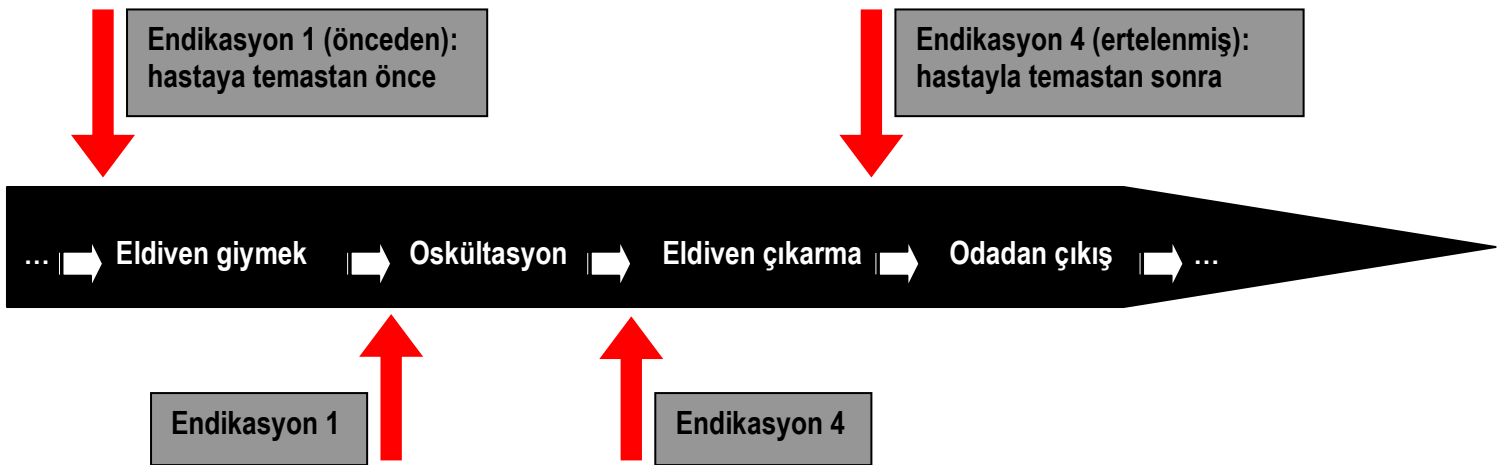 Endikasyon 1 (önceden):
hastaya temastan önce
Endikasyon 4 (ertelenmiş):
hastayla temastan sonra
… Eldiven giymek Oskültasyon Eldiven çıkarma Odadan çıkış …
Endikasyon 1
Endikasyon 4